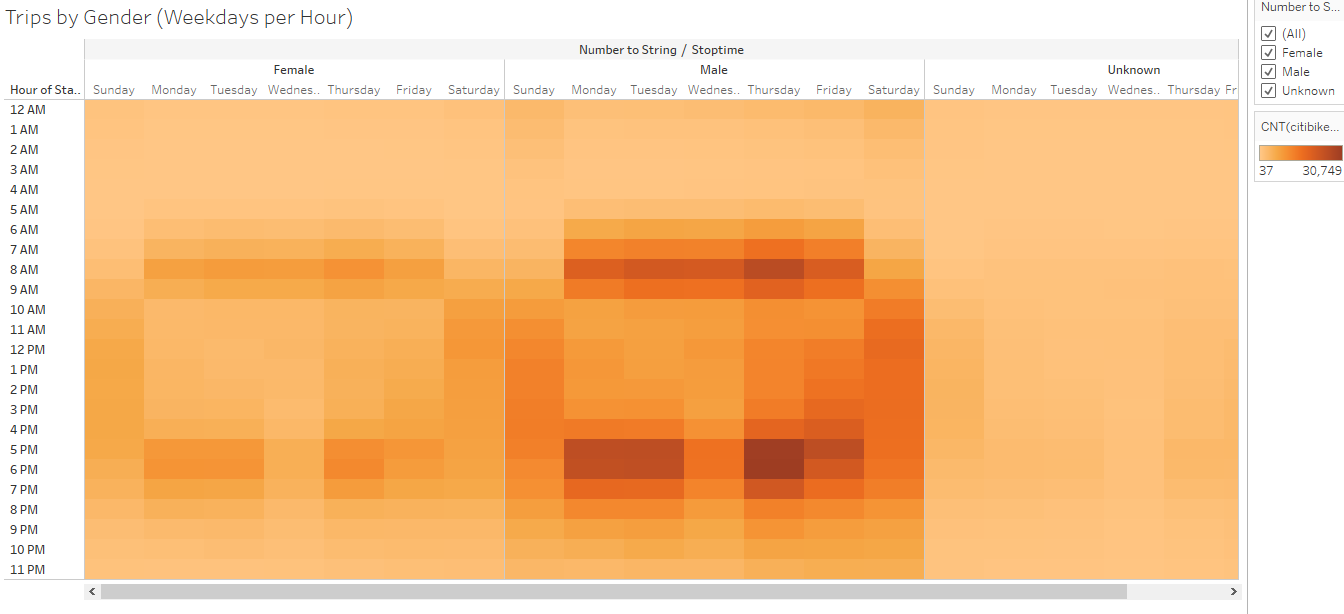 Trips by Gender (Weekdays per Hour)
Number to String / Stoptime
Female Male Unknown
Hour of Sta.. Sunday Monday Tuesday Wednes.. Thursday Friday Saturday Sunday Monday Tuesday Wednes.. Thursday Friday Saturday Sunday Monday Tuesday Wednes.. Thursday Fr
12 AM
1 AM
2 AM
3 AM
4 AM
5 AM
6 AM
7 AM
8 AM
9 AM
10 AM
11 AM
12 PM
1 PM
2 PM
3 PM
4 PM
5 PM
6 PM
7 PM
8 PM
9 PM
10 PM
11 PM
Number to S...
(All)
Female
Male
Unknown
CNT(citibike...
37 30,749